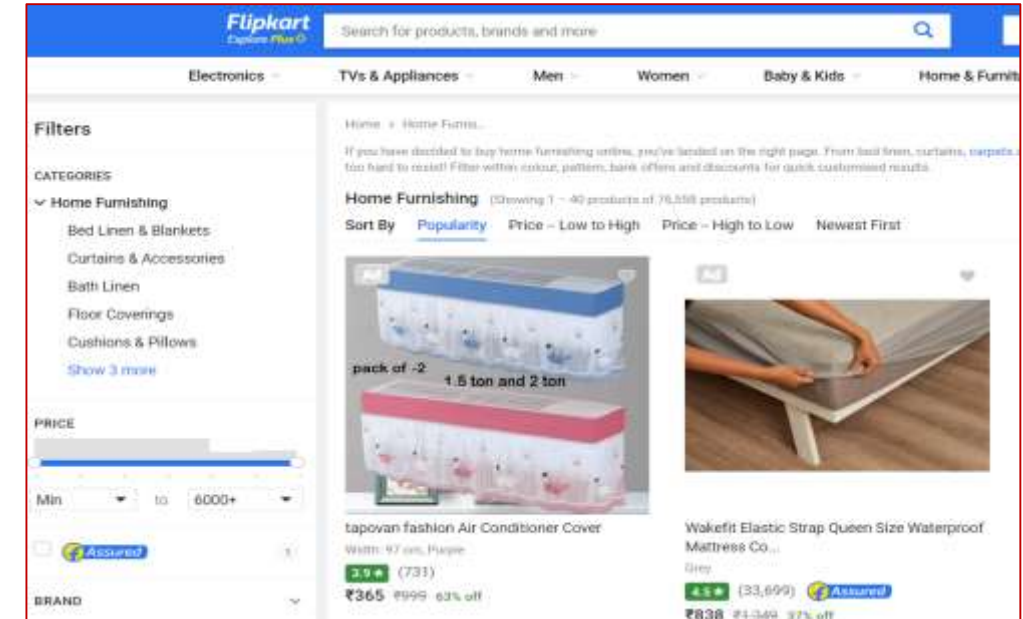 Flipkart
Explore Plus
Search for products, brands and more
Electronics
TVs & Appliances
Men
Women
Baby & Kids
Home & Furnit
Filters
CATEGORIES
Home Furnishing
Bed Linen & Blankets
Curtains & Accessories
Bath Linen
Floor Coverings
Cushions & Pillows
Show 3 more
PRICE
Min
to
6000+
Assured
BRAND
Home > Home Furnis...
If you have decided to buy home furnishing online, you've landed on the right page. From bed linen, curtains, carpets
too hard to resist! Filter within colour, pattern, bank offers and discounts for quick customised results.
Home Furnishing (Showing 1 – 40 products of 76,558 products)
Sort By Popularity Price – Low to High Price – High to Low Newest First
Ad
pack of -2
1.5 ton and 2 ton
tapovan fashion Air Conditioner Cover
Width: 97 cm, Purple
3.9 ★ (731)
₹365 ₹999 63% off
Ad
Wakefit Elastic Strap Queen Size Waterproof
Mattress Co...
Grey
4.5 ★ (33,699) Assured
₹838 ₹1,349 37% off